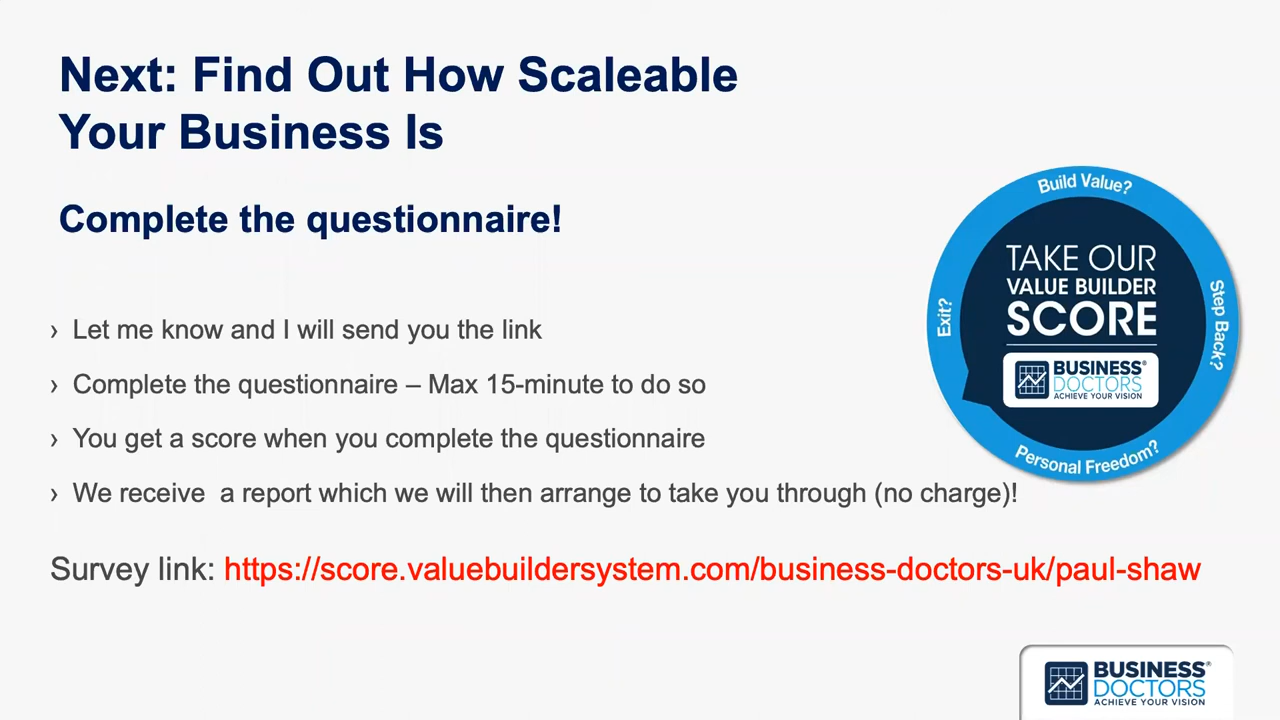 Next: Find Out How Scaleable
Your Business Is
Complete the questionnaire!
› Let me know and I will send you the link
› Complete the questionnaire – Max 15-minute to do so
› You get a score when you complete the questionnaire
› We receive  a report which we will then arrange to take you through (no charge)!
Survey link: https://score.valuebuildersystem.com/business-doctors-uk/paul-shaw
Build Value?
Step Back?
Personal Freedom?
Exit?
TAKE OUR
VALUE BUILDER
SCORE
BUSINESS®
DOCTORS
ACHIEVE YOUR VISION
BUSINESS®
DOCTORS
ACHIEVE YOUR VISION